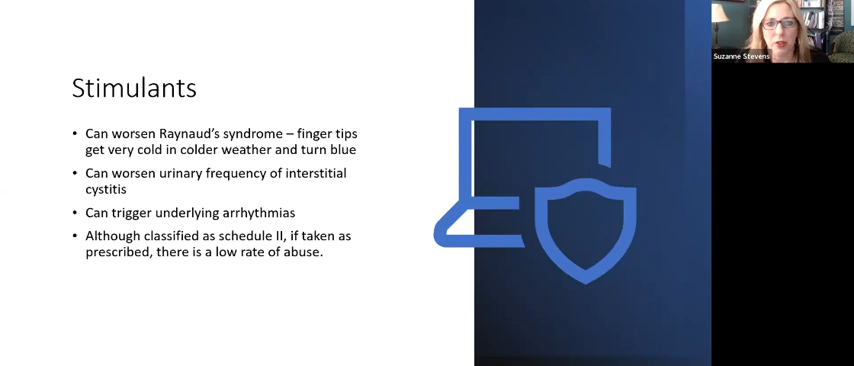 Stimulants
• Can worsen Raynaud's syndrome – finger tips
get very cold in colder weather and turn blue
• Can worsen urinary frequency of interstitial
cystitis
• Can trigger underlying arrhythmias
• Although classified as schedule II, if taken as
prescribed, there is a low rate of abuse.
Suzanne Stevens